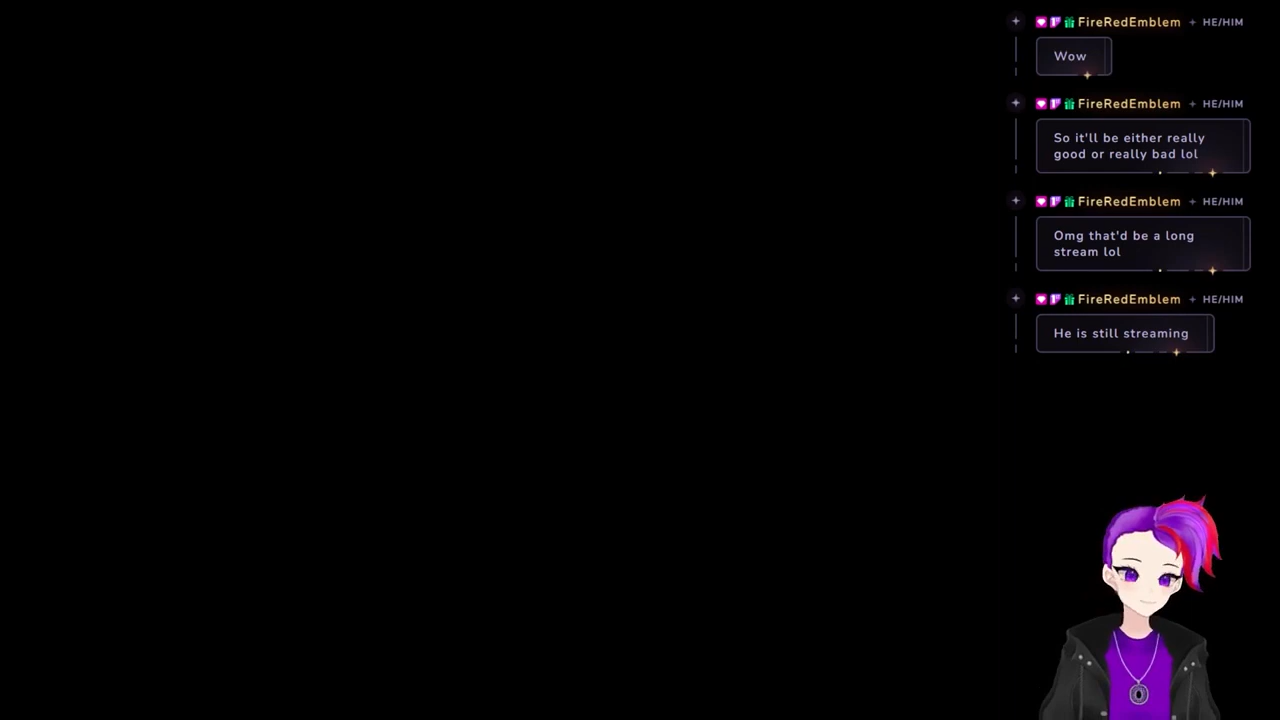 FireRedEmblem HE/HIM
Wow
FireRedEmblem HE/HIM
So it'll be either really
good or really bad lol
FireRedEmblem HE/HIM
Omg that'd be a long
stream lol
FireRedEmblem HE/HIM
He is still streaming